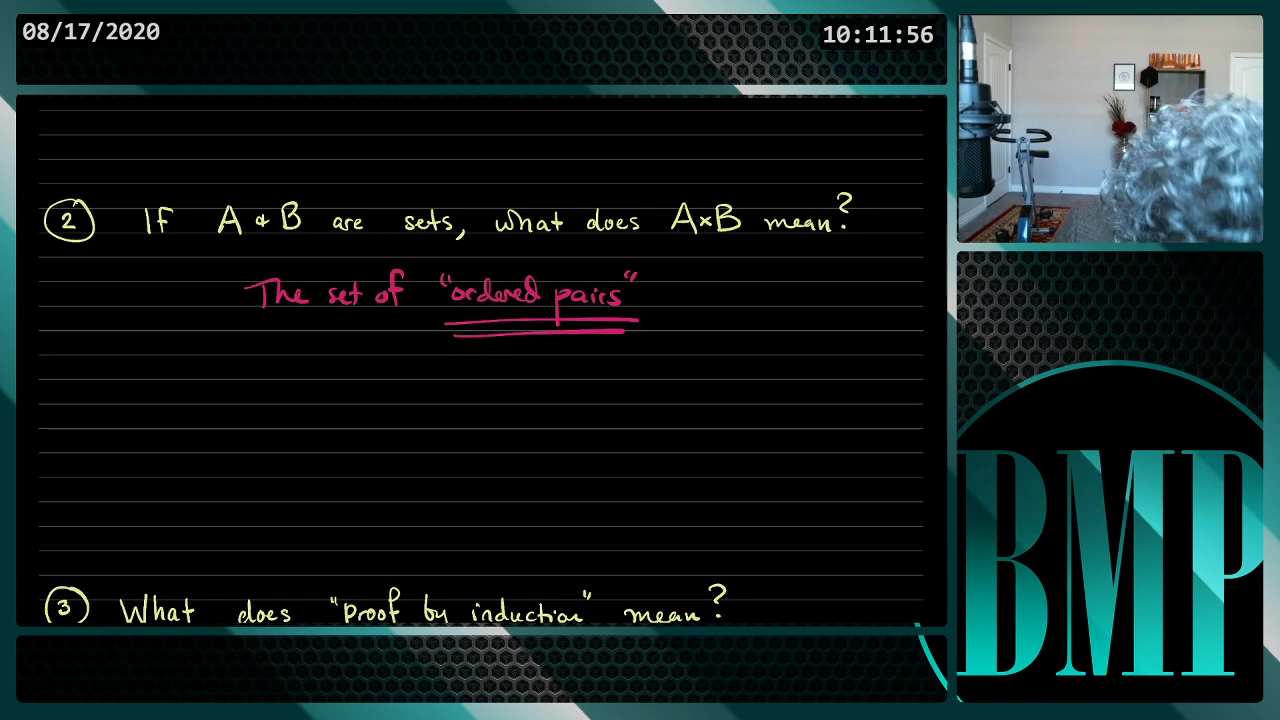 08/17/2020
10:11:56
② If A & B are sets, what does A×B mean?
The set of "ordered pairs"
③ What does "proof by induction" mean?
BMP